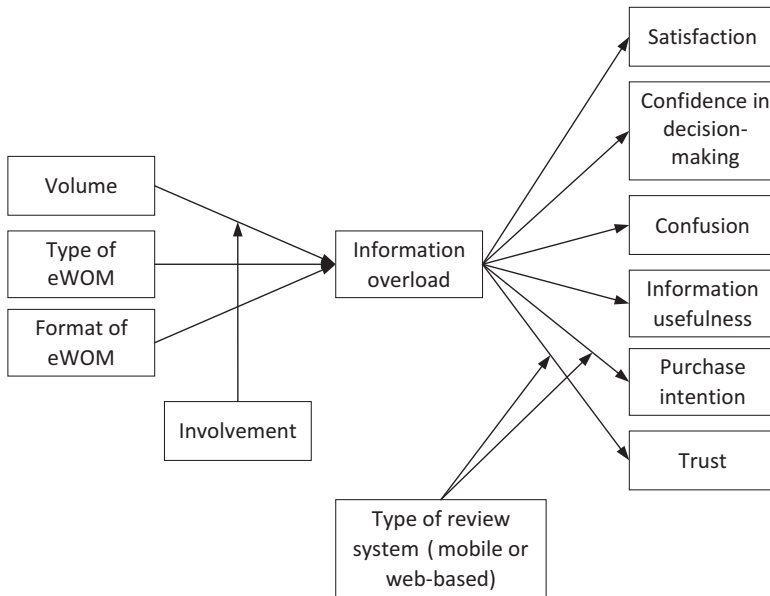 Volume
Type of
eWOM
Format of
eWOM
Involvement
Information
overload
Type of review
system ( mobile or
web-based)
Satisfaction
Confidence in
decision-
making
Confusion
Information
usefulness
Purchase
intention
Trust